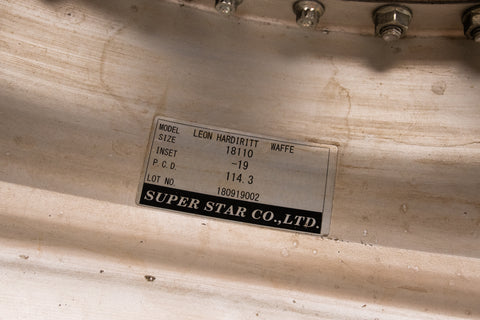 MODEL LEON HARDIRITT WAFFE
SIZE 18110
INSET -19
P.C.D. 114.3
LOT NO. 180919002
SUPER STAR CO.,LTD.